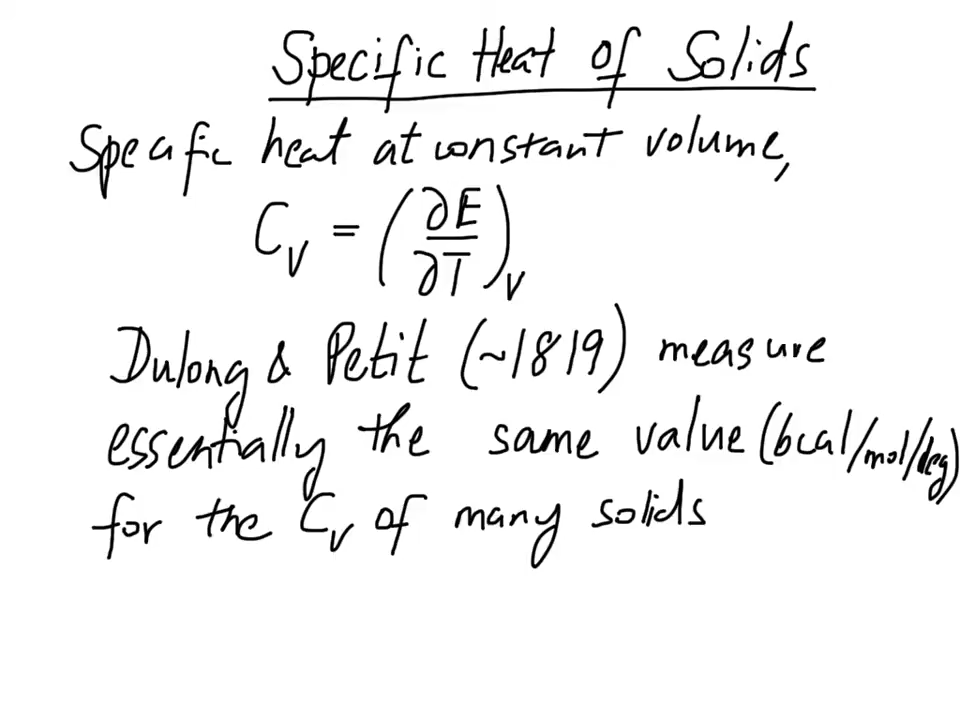 Specific Heat of Solids
Specific heat at constant volume,
C_V = (∂E/∂T)_V
Dulong & Petit (~1819) measure
essentially the same value (6cal/mol/deg)
for the C_V of many solids